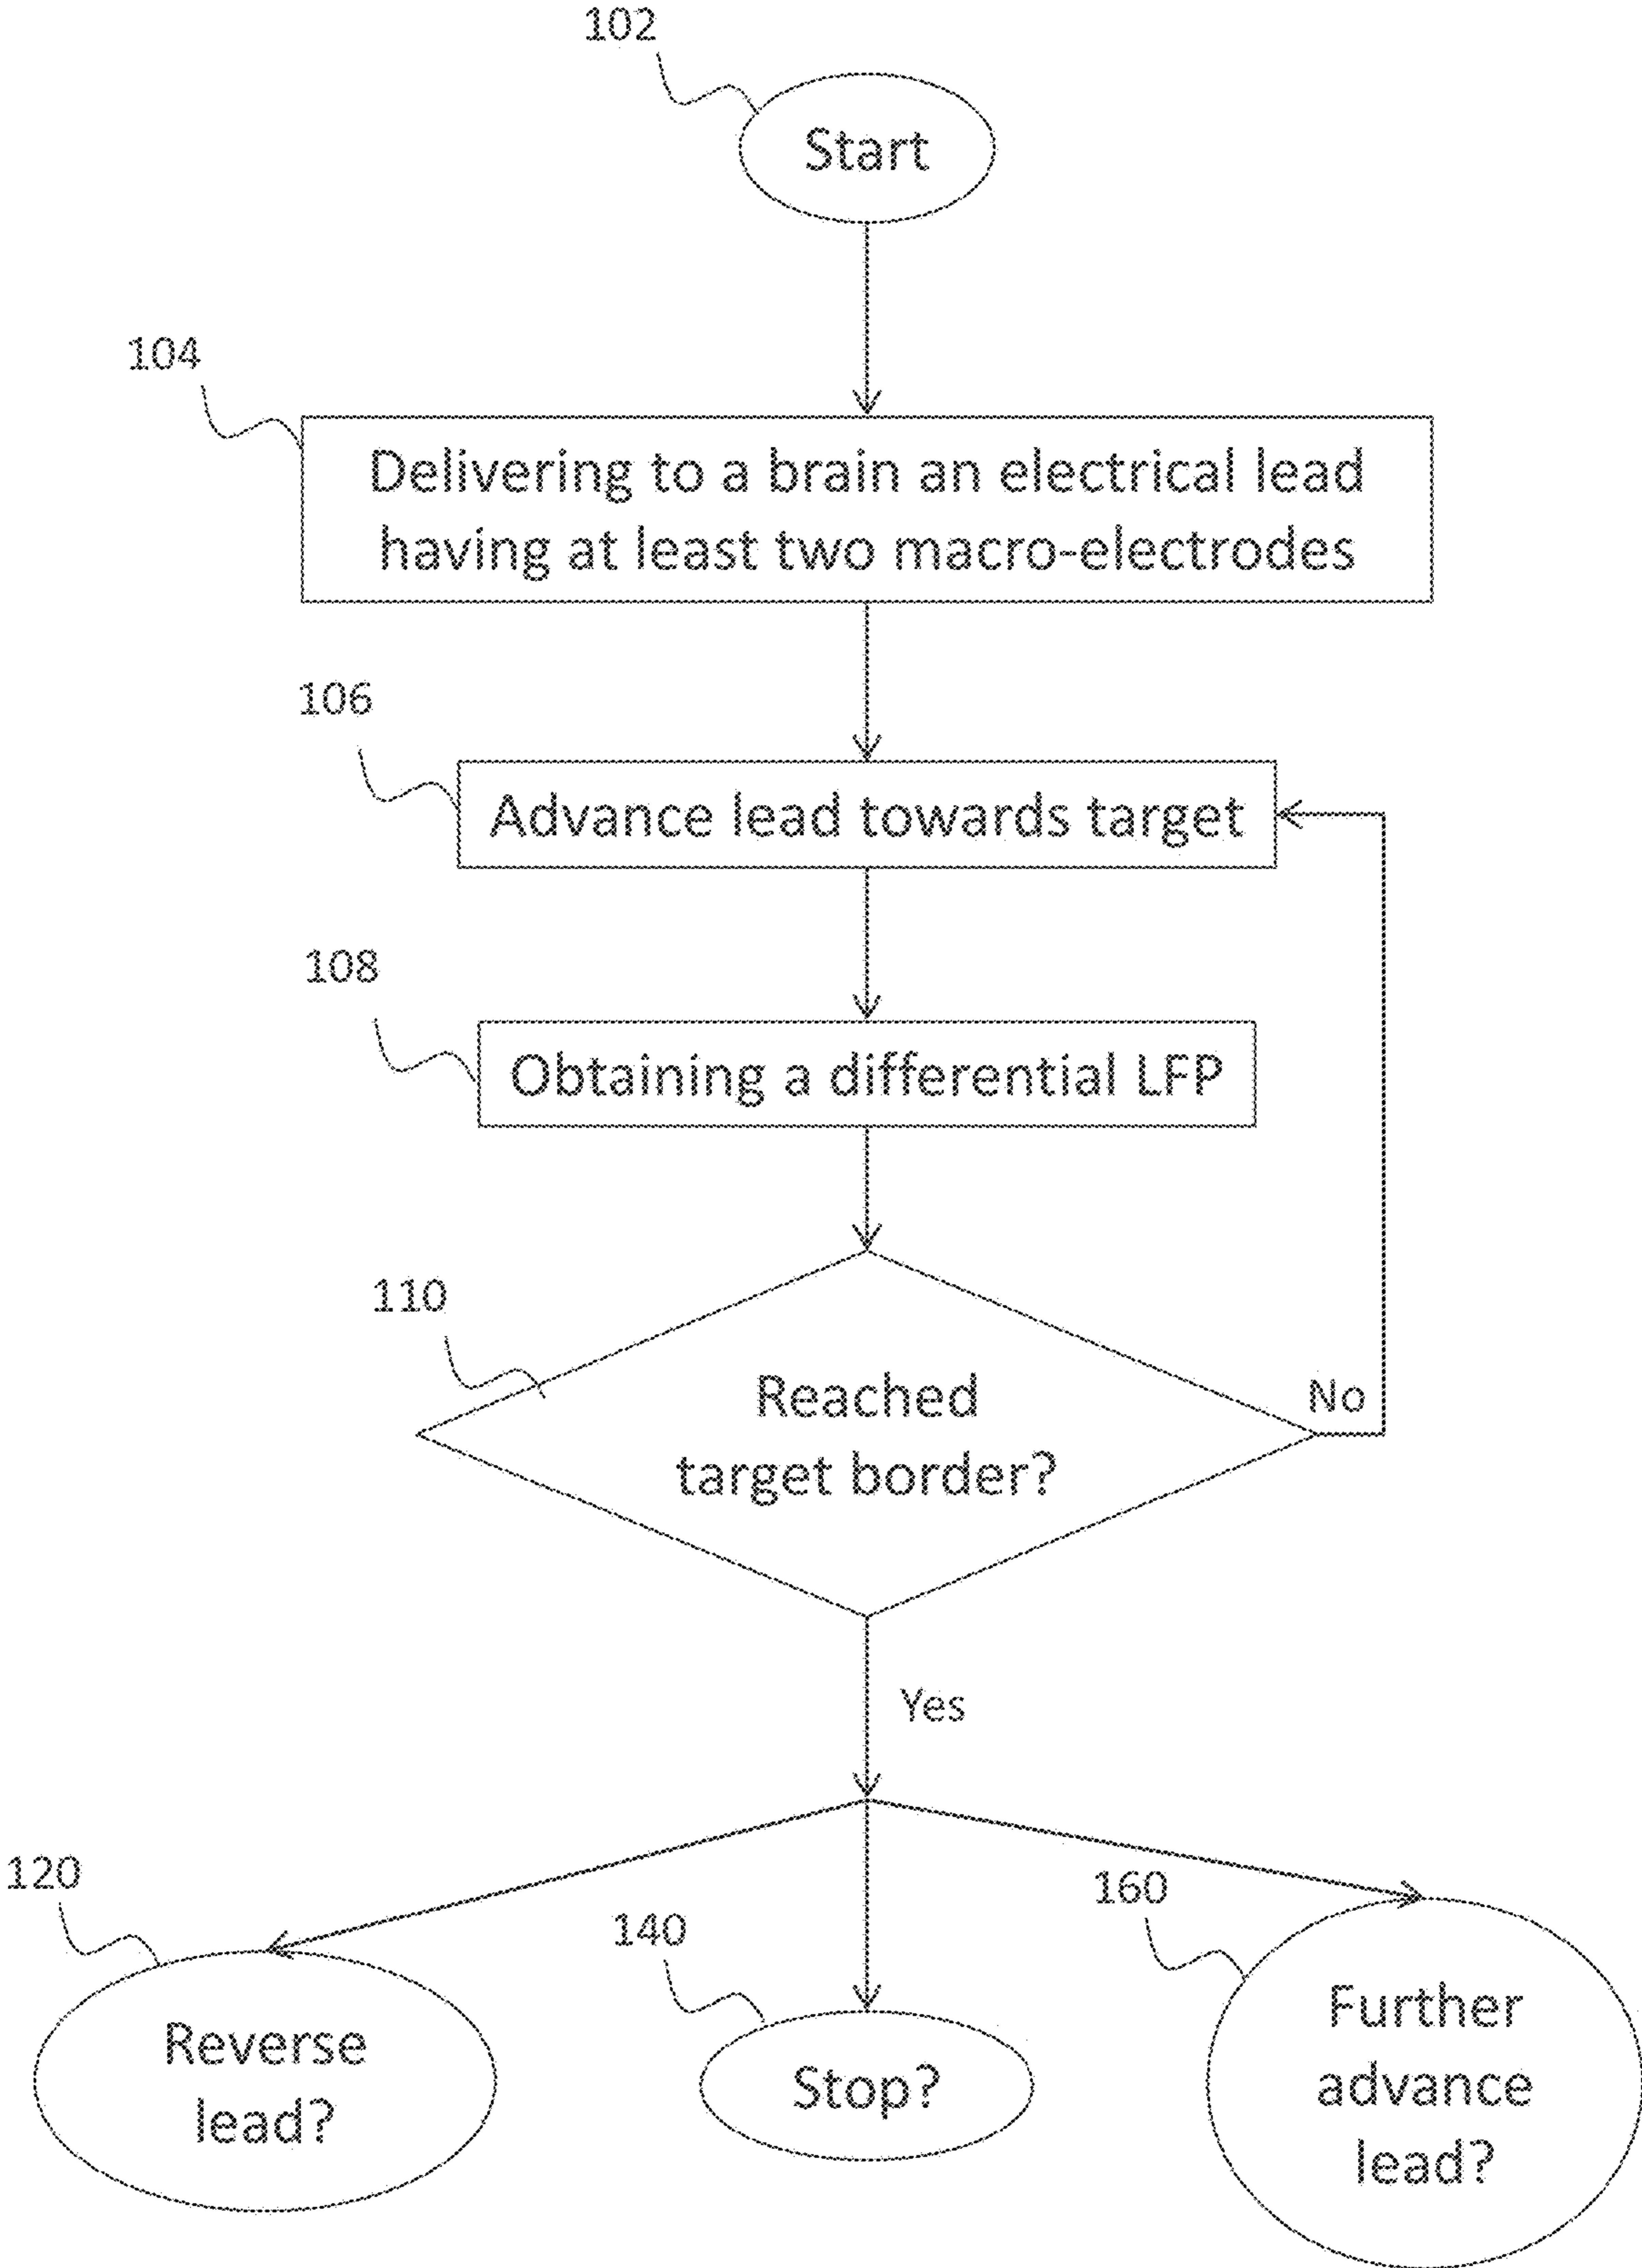 102
Start
104
Delivering to a brain an electrical lead
having at least two macro-electrodes
106
Advance lead towards target
108
Obtaining a differential LFP
110
Reached
target border?
No
Yes
120
Reverse
lead?
140
Stop?
160
Further
advance
lead?